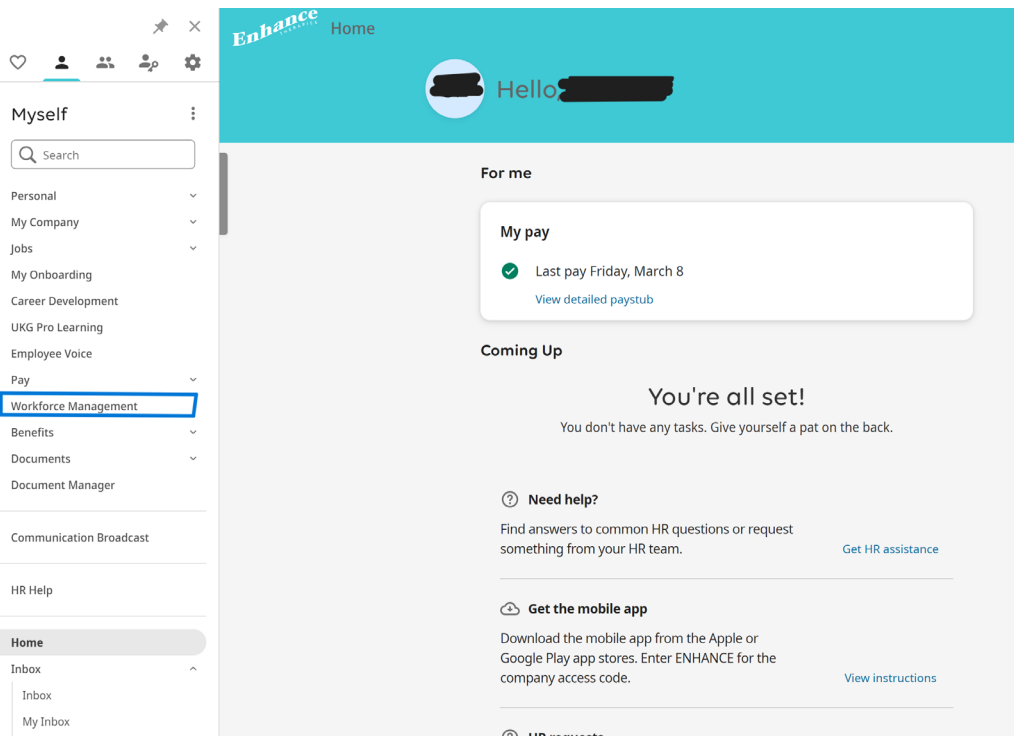 Enhance
THERAPIES
Home
Hello,
Myself
Search
Personal
My Company
Jobs
My Onboarding
Career Development
UKG Pro Learning
Employee Voice
Pay
Workforce Management
Benefits
Documents
Document Manager
Communication Broadcast
HR Help
Home
Inbox
Inbox
My Inbox
For me
My pay
Last pay Friday, March 8
View detailed paystub
Coming Up
You're all set!
You don't have any tasks. Give yourself a pat on the back.
Need help?
Find answers to common HR questions or request
something from your HR team.
Get HR assistance
Get the mobile app
Download the mobile app from the Apple or
Google Play app stores. Enter ENHANCE for the
company access code.
View instructions
HR requests